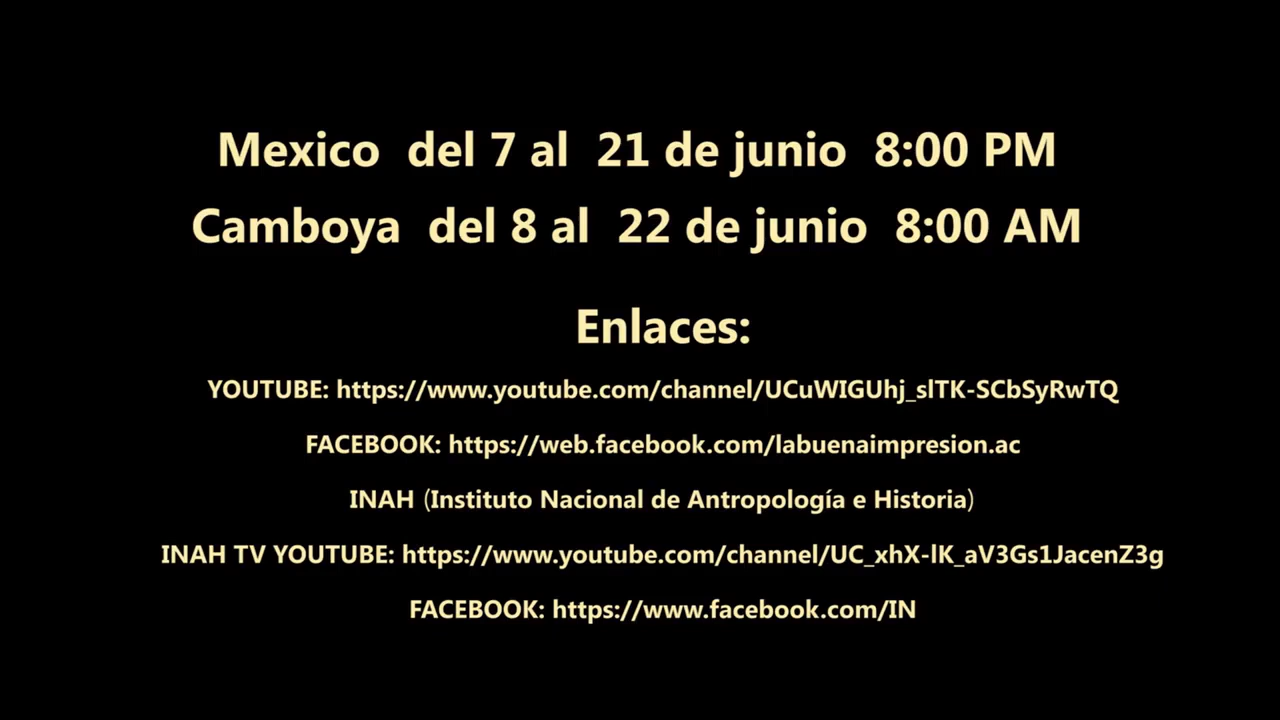 Mexico del 7 al 21 de junio 8:00 PM
Camboya del 8 al 22 de junio 8:00 AM
Enlaces:
YOUTUBE: https://www.youtube.com/channel/UCuWIGUhj_slTK-SCbSyRwTQ
FACEBOOK: https://web.facebook.com/labuenaimpresion.ac
INAH (Instituto Nacional de Antropología e Historia)
INAH TV YOUTUBE: https://www.youtube.com/channel/UC_xhX-lK_aV3Gs1JacenZ3g
FACEBOOK: https://www.facebook.com/IN